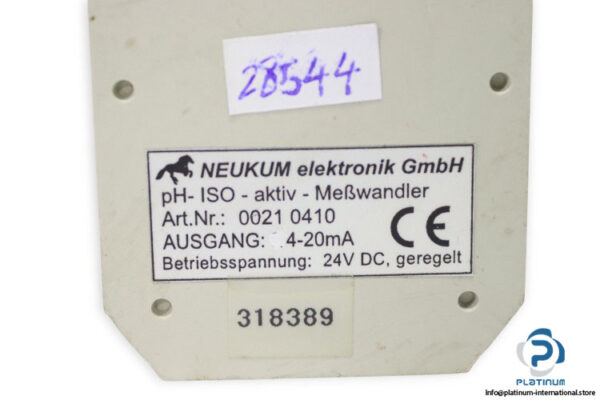 28544
NEUKUM elektronik GmbH
pH- ISO - aktiv - Meßwandler
Art.Nr.: 0021 0410
AUSGANG: 4-20mA
CE
Betriebsspannung: 24V DC, geregelt
318389
PLATINUM
info@platinum-international.store